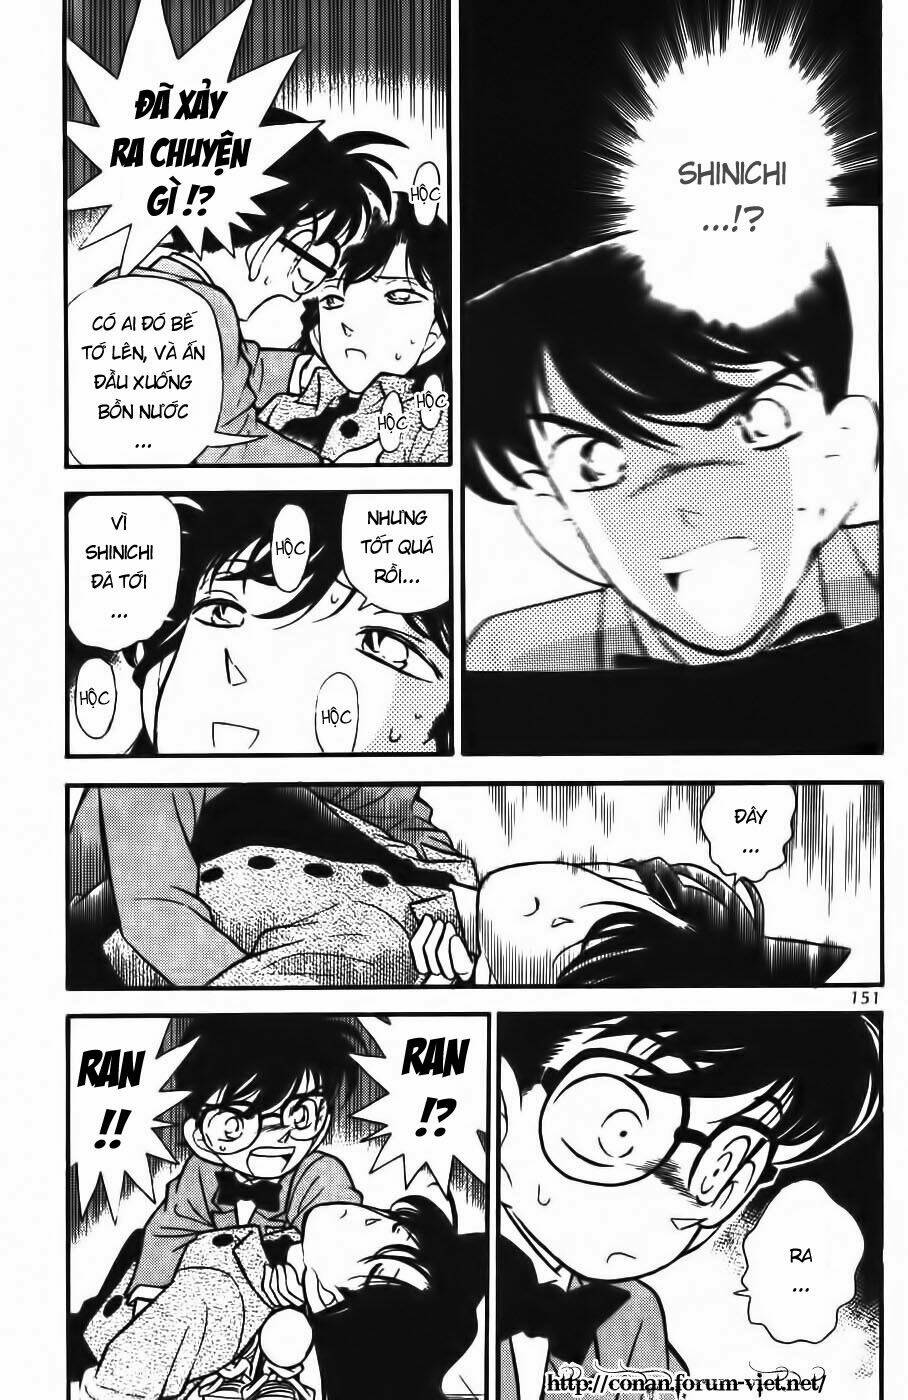 SHINICHI
...!?
ĐÃ XẢY
RA CHUYỆN
GÌ !?
HỘC
CÓ AI ĐÓ BẾ
TỚ LÊN, VÀ ẤN
ĐẦU XUỐNG
BỒN NƯỚC
...
HỘC
HỘC
HỘC
NHƯNG
TỐT QUÁ
RỒI...
HỘC
VÌ
SHINICHI
ĐÃ TỚI
...
HỘC
HỘC
ĐÂY
...
151
RA
...
RAN
!?
RAN
!!
http://conan.forum-viet.net/